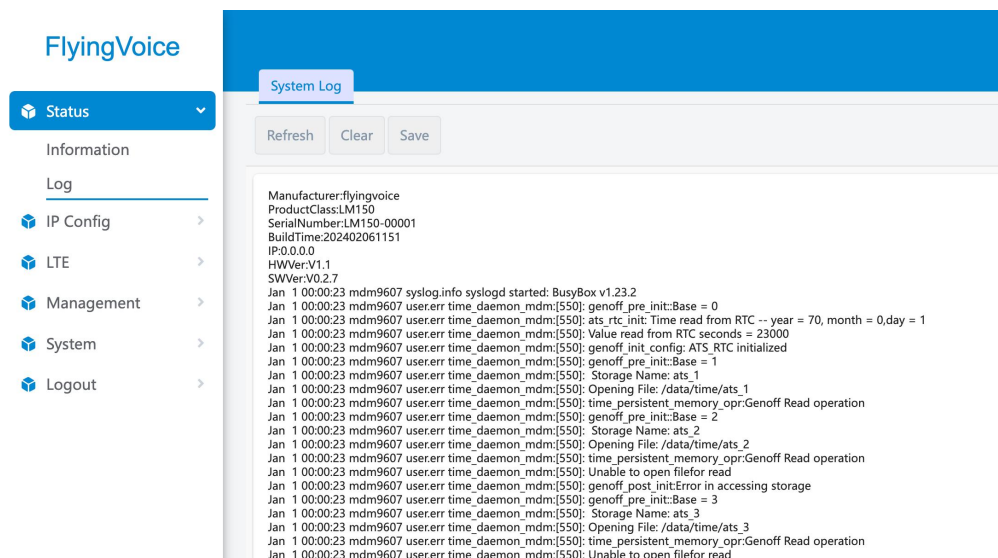 FlyingVoice
System Log
Status
Information
Log
IP Config
LTE
Management
System
Logout
Refresh
Clear
Save
Manufacturer:flyingvoice
ProductClass:LM150
SerialNumber:LM150-00001
BuildTime:202402061151
IP:0.0.0.0
HWVer:V1.1
SWVer:V0.2.7
Jan 1 00:00:23 mdm9607 syslog.info syslogd started: BusyBox v1.23.2
Jan 1 00:00:23 mdm9607 user.err time_daemon_mdm:[550]: genoff_pre_init::Base = 0
Jan 1 00:00:23 mdm9607 user.err time_daemon_mdm:[550]: ats_rtc_init: Time read from RTC -- year = 70, month = 0,day = 1
Jan 1 00:00:23 mdm9607 user.err time_daemon_mdm:[550]: Value read from RTC seconds = 23000
Jan 1 00:00:23 mdm9607 user.err time_daemon_mdm:[550]: genoff_init_config: ATS_RTC initialized
Jan 1 00:00:23 mdm9607 user.err time_daemon_mdm:[550]: genoff_pre_init::Base = 1
Jan 1 00:00:23 mdm9607 user.err time_daemon_mdm:[550]: Storage Name: ats_1
Jan 1 00:00:23 mdm9607 user.err time_daemon_mdm:[550]: Opening File: /data/time/ats_1
Jan 1 00:00:23 mdm9607 user.err time_daemon_mdm:[550]: time_persistent_memory_opr:Genoff Read operation
Jan 1 00:00:23 mdm9607 user.err time_daemon_mdm:[550]: genoff_pre_init::Base = 2
Jan 1 00:00:23 mdm9607 user.err time_daemon_mdm:[550]: Storage Name: ats_2
Jan 1 00:00:23 mdm9607 user.err time_daemon_mdm:[550]: Opening File: /data/time/ats_2
Jan 1 00:00:23 mdm9607 user.err time_daemon_mdm:[550]: time_persistent_memory_opr:Genoff Read operation
Jan 1 00:00:23 mdm9607 user.err time_daemon_mdm:[550]: Unable to open filefor read
Jan 1 00:00:23 mdm9607 user.err time_daemon_mdm:[550]: genoff_post_init:Error in accessing storage
Jan 1 00:00:23 mdm9607 user.err time_daemon_mdm:[550]: genoff_pre_init::Base = 3
Jan 1 00:00:23 mdm9607 user.err time_daemon_mdm:[550]: Storage Name: ats_3
Jan 1 00:00:23 mdm9607 user.err time_daemon_mdm:[550]: Opening File: /data/time/ats_3
Jan 1 00:00:23 mdm9607 user.err time_daemon_mdm:[550]: time_persistent_memory_opr:Genoff Read operation
Jan 1 00:00:23 mdm9607 user.err time_daemon_mdm:[550]: Unable to open filefor read